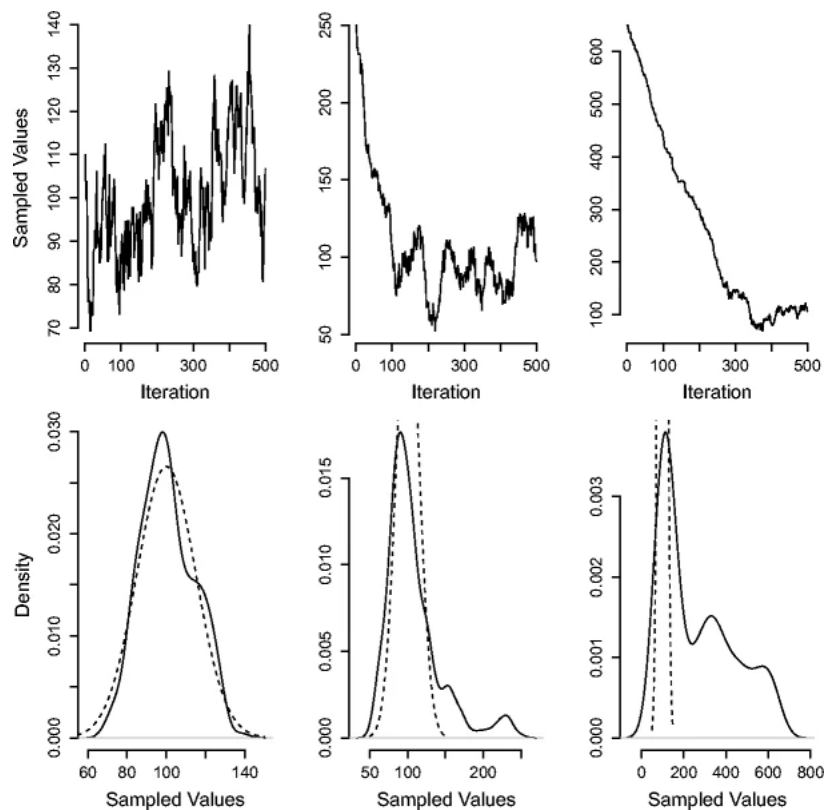 Sampled Values
70 80 90 100 110 120 130 140
0 100 300 500
Iteration
50 100 150 200 250
0 100 300 500
Iteration
100 200 300 400 500 600
0 100 300 500
Iteration
Density
0.000 0.010 0.020 0.030
60 100 140
Sampled Values
0.000 0.005 0.010 0.015
50 100 200
Sampled Values
0.000 0.001 0.002 0.003
0 200 400 600 800
Sampled Values